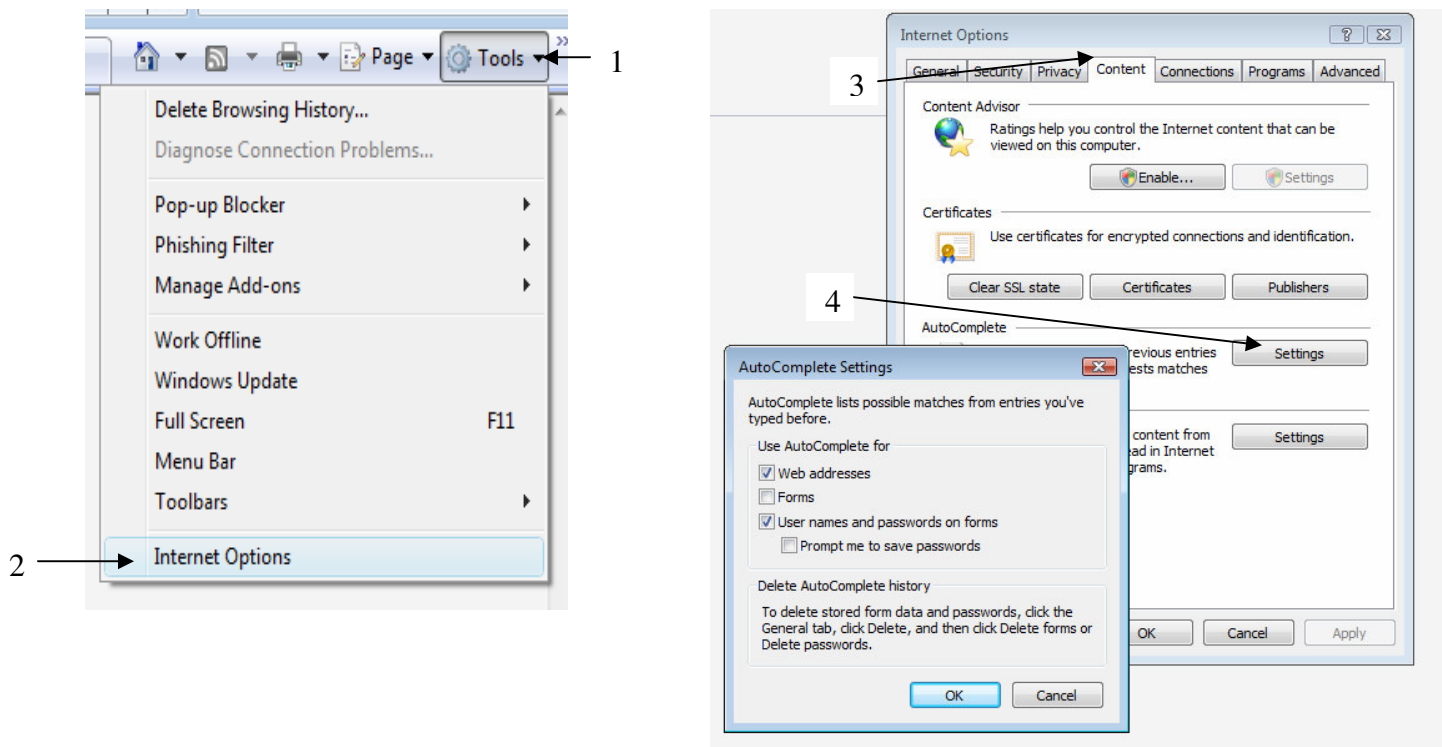 Page
Tools
»
1
Delete Browsing History...
Diagnose Connection Problems...
Pop-up Blocker
Phishing Filter
Manage Add-ons
Work Offline
Windows Update
Full Screen F11
Menu Bar
Toolbars
2
Internet Options
Internet Options
3
General Security Privacy Content Connections Programs Advanced
Content Advisor
Ratings help you control the Internet content that can be
viewed on this computer.
Enable... Settings
Certificates
Use certificates for encrypted connections and identification.
Clear SSL state Certificates Publishers
4
AutoComplete
entries Settings
matches
content from Settings
in Internet
OK Cancel Apply
AutoComplete Settings
AutoComplete lists possible matches from entries you've
typed before.
Use AutoComplete for
Web addresses
Forms
User names and passwords on forms
Prompt me to save passwords
Delete AutoComplete history
To delete stored form data and passwords, click the
General tab, click Delete, and then click Delete forms or
Delete passwords.
OK Cancel